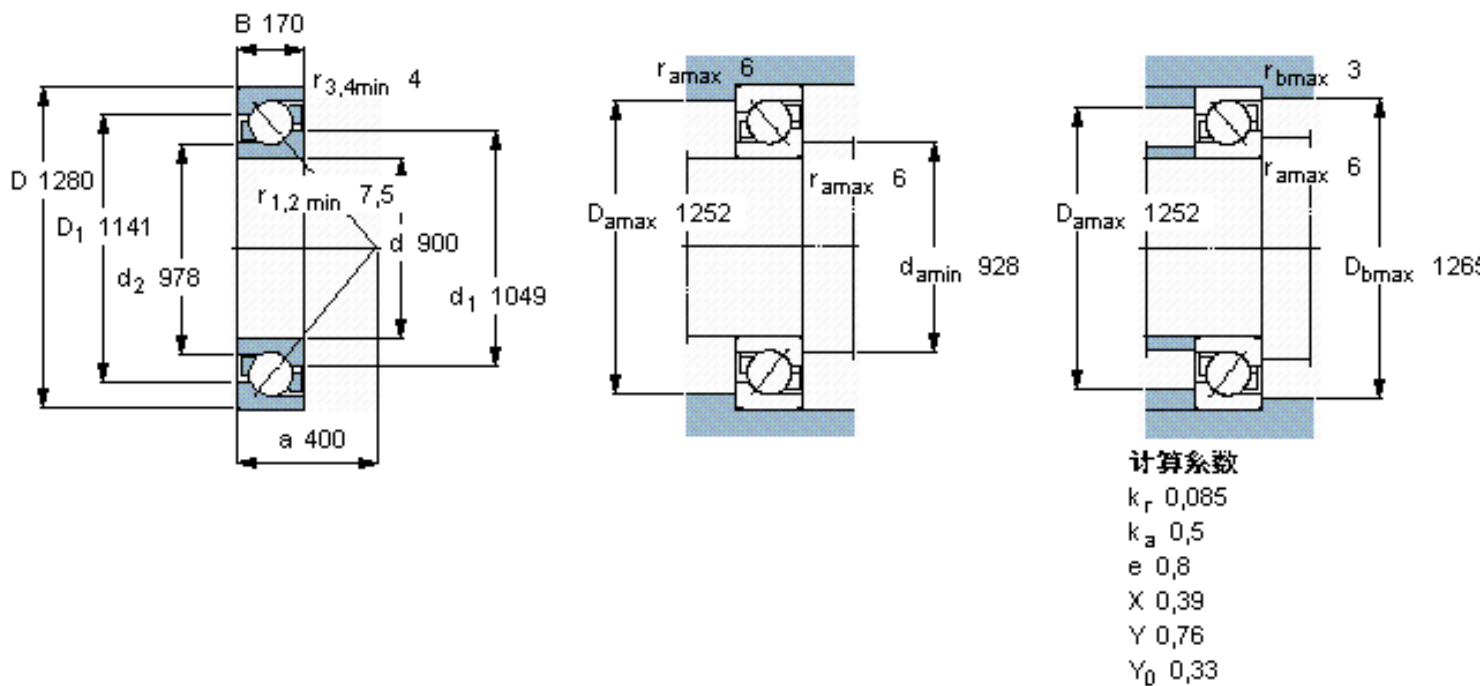 B 170
r3,4min 4
D 1280
D1 1141
d2 978
r1,2 min 7,5
d 900
d1 1049
a 400
ramax 6
ramax 6
Damax 1252
damin 928
rbmax 3
ramax 6
Damax 1252
Dbmax 1265
计算系数
kr 0,085
ka 0,5
e 0,8
X 0,39
Y 0,76
Y0 0,33